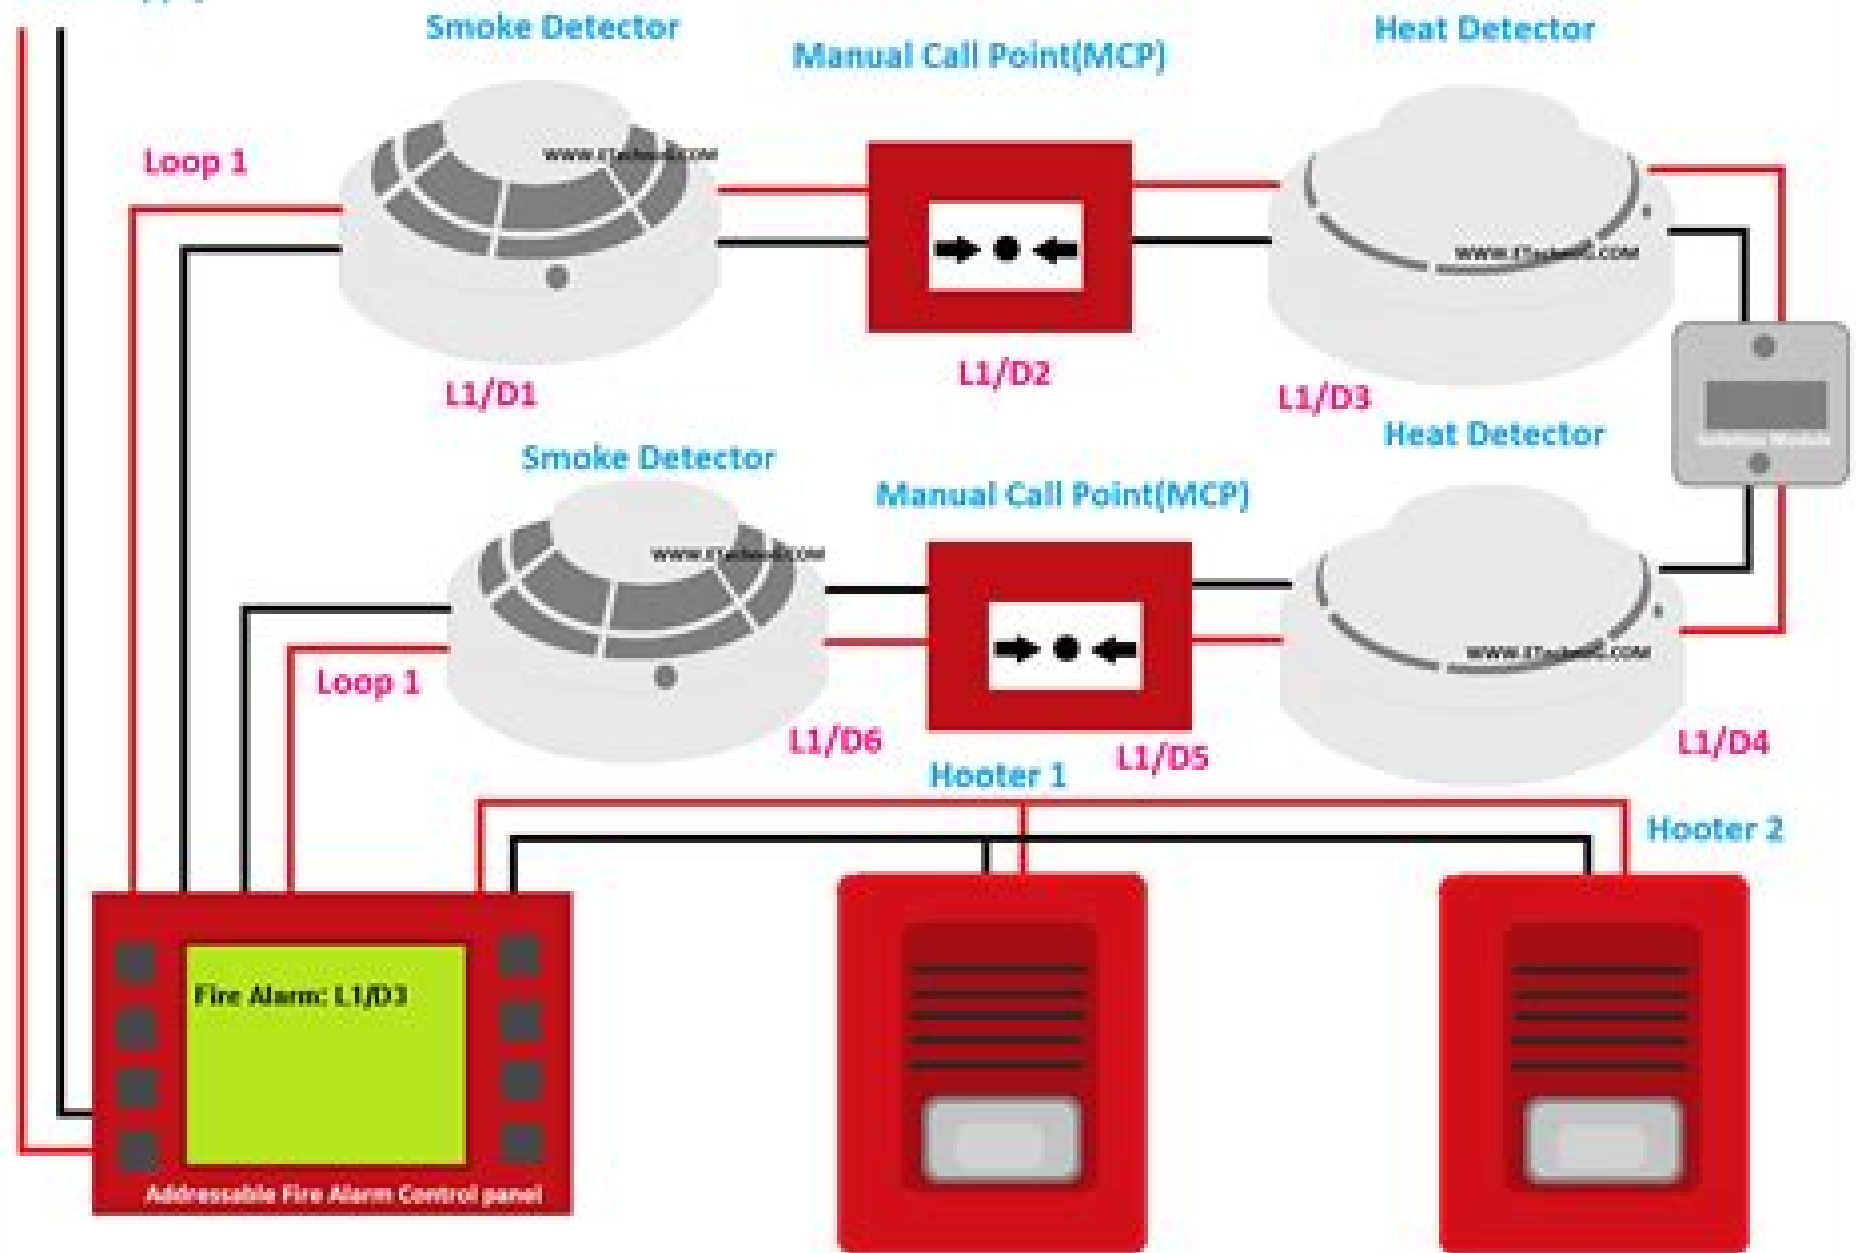 Smoke Detector
Manual Call Point(MCP)
Heat Detector
Loop 1
L1/D1
L1/D2
L1/D3
Smoke Detector
Manual Call Point(MCP)
Heat Detector
Loop 1
L1/D6
L1/D5
L1/D4
Hooter 1
Hooter 2
Fire Alarm: L1/D3
Addressable Fire Alarm Control panel